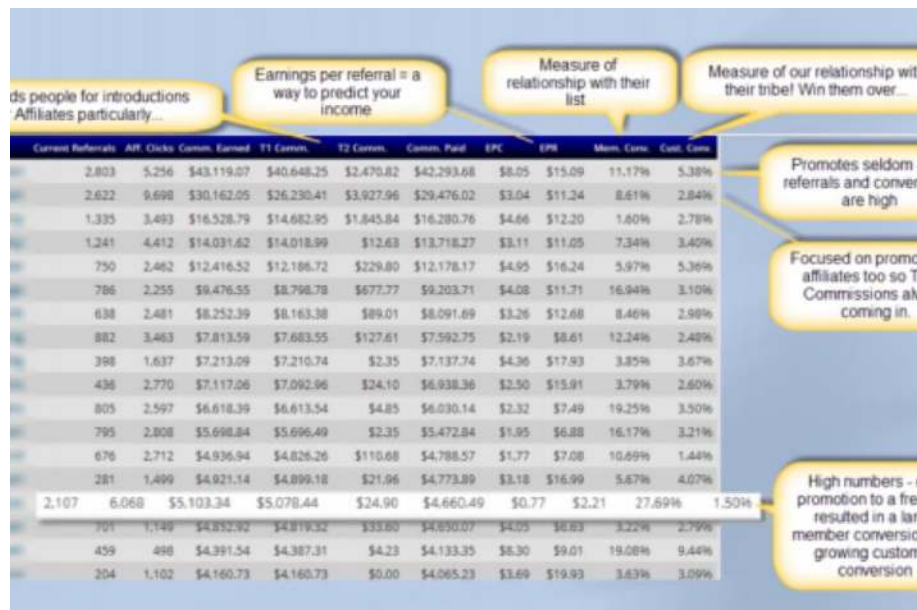 ds people for introductions
Affiliates particularly...
Earnings per referral = a
way to predict your
income
Measure of
relationship with their
list
Measure of our relationship wit
their tribe! Win them over...
Current Referrals Aff. Clicks Comm. Earned T1 Comm. T2 Comm. Comm. Paid EPC EPR Mem. Conv. Cust. Conv.
2,803 5,256 $43,119.07 $40,648.25 $2,470.82 $42,293.68 $8.05 $15.09 11.17% 5.38%
2,622 9,698 $30,162.05 $26,230.41 $3,927.96 $29,476.02 $3.04 $11.24 8.61% 2.84%
1,335 3,493 $16,528.79 $14,682.95 $1,845.84 $16,280.76 $4.66 $12.20 1.60% 2.78%
1,241 4,412 $14,031.62 $14,018.99 $12.63 $13,718.27 $3.11 $11.05 7.34% 3.40%
750 2,462 $12,416.52 $12,186.72 $229.80 $12,178.17 $4.95 $16.24 5.97% 5.36%
786 2,255 $9,476.55 $8,798.78 $677.77 $9,203.71 $4.08 $11.71 16.94% 3.10%
638 2,481 $8,252.39 $8,163.38 $89.01 $8,091.69 $3.26 $12.68 8.46% 2.98%
882 3,463 $7,813.59 $7,683.55 $127.61 $7,592.75 $2.19 $8.61 12.24% 2.48%
398 1,637 $7,213.09 $7,210.74 $2.35 $7,137.74 $4.36 $17.93 3.85% 3.67%
436 2,770 $7,117.06 $7,092.96 $24.10 $6,938.36 $2.50 $15.91 3.79% 2.60%
805 2,597 $6,618.39 $6,613.54 $4.85 $6,030.14 $2.32 $7.49 19.25% 3.50%
795 2,808 $5,698.84 $5,696.49 $2.35 $5,472.84 $1.95 $6.88 16.17% 3.21%
676 2,712 $4,936.94 $4,826.26 $110.68 $4,788.57 $1.77 $7.08 10.69% 1.44%
281 1,499 $4,921.14 $4,899.18 $21.96 $4,773.89 $3.18 $16.99 5.67% 4.07%
2,107 6,068 $5,103.34 $5,078.44 $24.90 $4,660.49 $0.77 $2.21 27.69% 1.50%
701 1,149 $4,852.92 $4,819.32 $33.60 $4,650.07 $4.05 $6.63 3.22% 2.79%
459 498 $4,391.54 $4,387.31 $4.23 $4,133.35 $8.30 $9.01 19.08% 9.44%
204 1,102 $4,160.73 $4,160.73 $0.00 $4,065.23 $3.69 $19.93 3.63% 3.09%
Promotes seldom
referrals and conver
are high
Focused on promo
affiliates too so T
Commissions alw
coming in.
High numbers -
promotion to a fre
resulted in a lar
member conversio
growing custom
conversion